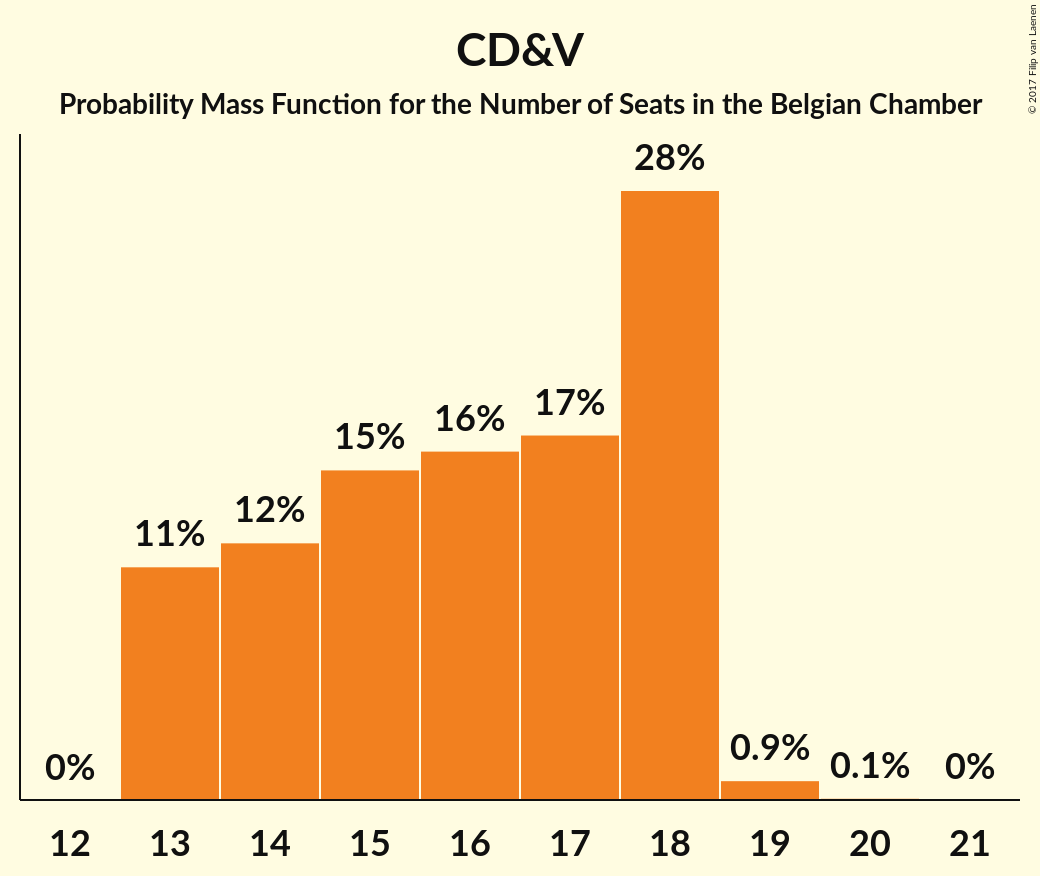 CD&V
Probability Mass Function for the Number of Seats in the Belgian Chamber
© 2017 Filip van Laenen
28%
17%
16%
15%
12%
11%
0.9%
0% 0.1% 0%
12 13 14 15 16 17 18 19 20 21